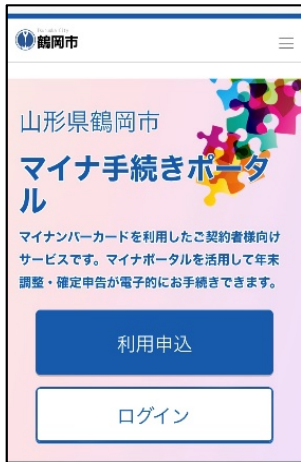 鶴岡市
山形県鶴岡市
マイナ手続きポータ
ル
マイナンバーカードを利用したご契約者様向け
サービスです。マイナポータルを活用して年末
調整・確定申告が電子的にお手続きできます。
利用申込
ログイン